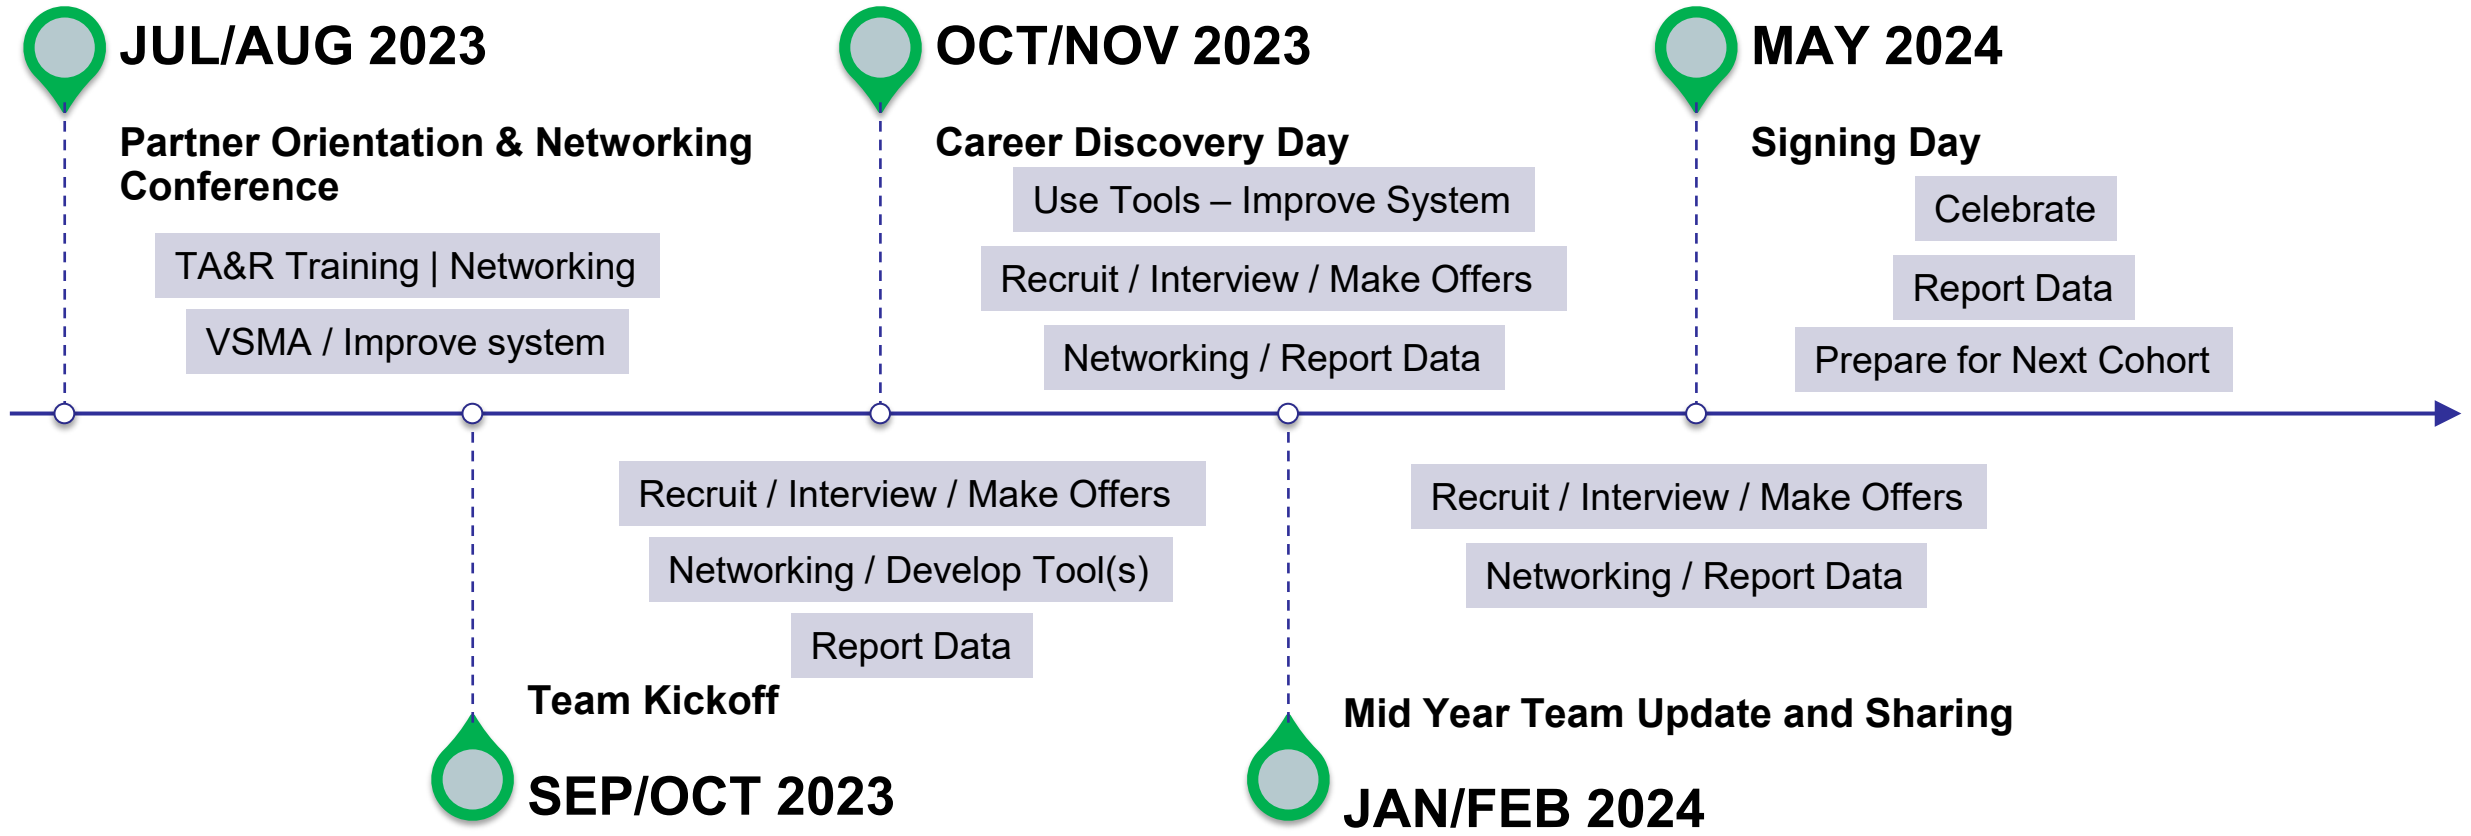 JUL/AUG 2023
Partner Orientation & Networking
Conference
TA&R Training | Networking
VSMA / Improve system
OCT/NOV 2023
Career Discovery Day
Use Tools – Improve System
Recruit / Interview / Make Offers
Networking / Report Data
MAY 2024
Signing Day
Celebrate
Report Data
Prepare for Next Cohort
Recruit / Interview / Make Offers
Networking / Develop Tool(s)
Report Data
Team Kickoff
SEP/OCT 2023
Recruit / Interview / Make Offers
Networking / Report Data
Mid Year Team Update and Sharing
JAN/FEB 2024